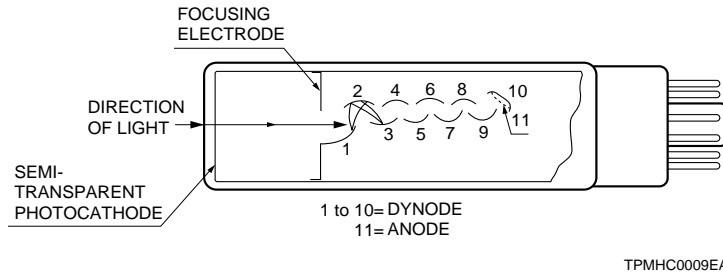 FOCUSING
ELECTRODE
2 4 6 8 10
DIRECTION
OF LIGHT
11
1 3 5 7 9
SEMI-
TRANSPARENT
PHOTOCATHODE
1 to 10= DYNODE
11= ANODE
TPMHC0009EA